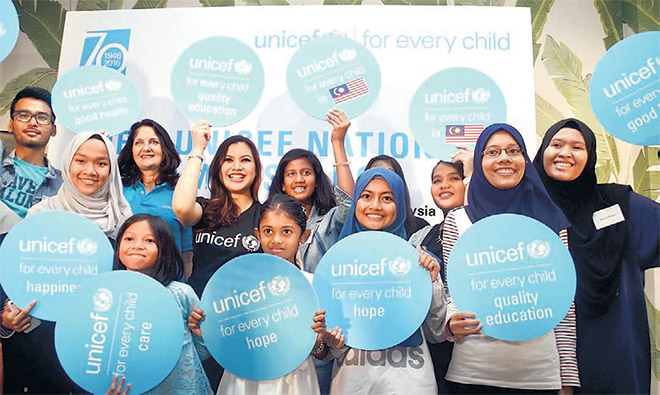 70
1946
2016
unicef for every child
unicef
for every child
good health
unicef
for every child
quality
education
unicef
for every child
in
unicef
for every child
unicef
for every child
good
UNICEF NATION
unicef
unicef
for every child
happiness
unicef
for every child
care
unicef
for every child
hope
unicef
for every child
hope
unicef
for every child
quality
education
adidas